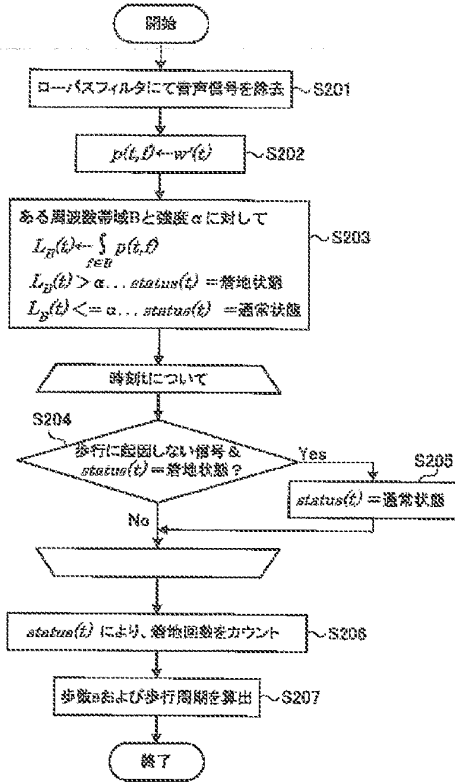 開始
ローパスフィルタにて音声信号を除去
S201
p(t,f)←w'(t)
S202
ある周波数帯域Bと強度αに対して
L_B(t)←∫_{f∈B} p(t,f)
L_B(t)>α…status(t)=着地状態
L_B(t)<=α…status(t)=通常状態
S203
時刻tについて
S204
歩行に起因しない信号&
status(t)=着地状態?
Yes
S205
status(t)=通常状態
No
status(t)により、着地回数をカウント
S206
歩数nおよび歩行周期を算出
S207
終了